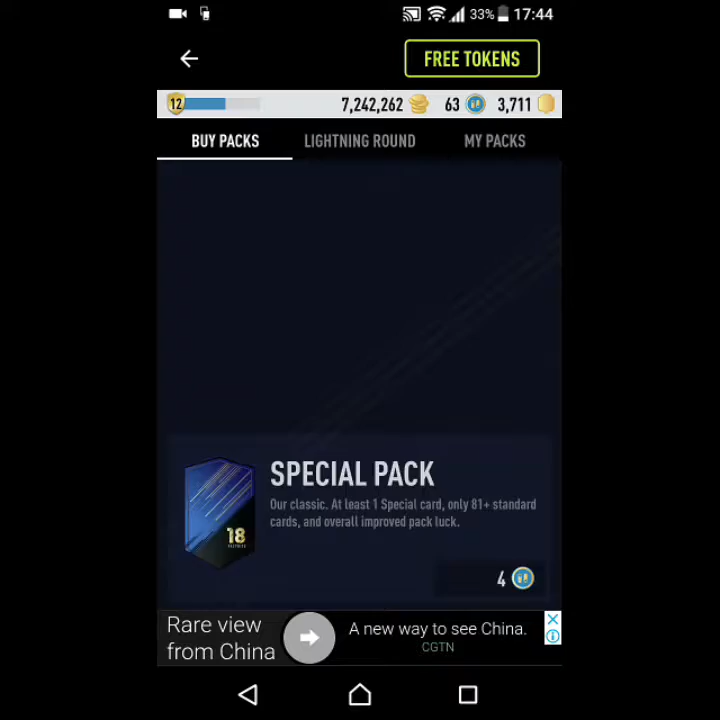 33% 17:44
FREE TOKENS
12 7,242,262 63 3,711
BUY PACKS LIGHTNING ROUND MY PACKS
SPECIAL PACK
Our classic. At least 1 Special card, only 81+ standard
cards, and overall improved pack luck.
18
4
Rare view
from China
A new way to see China.
CGTN